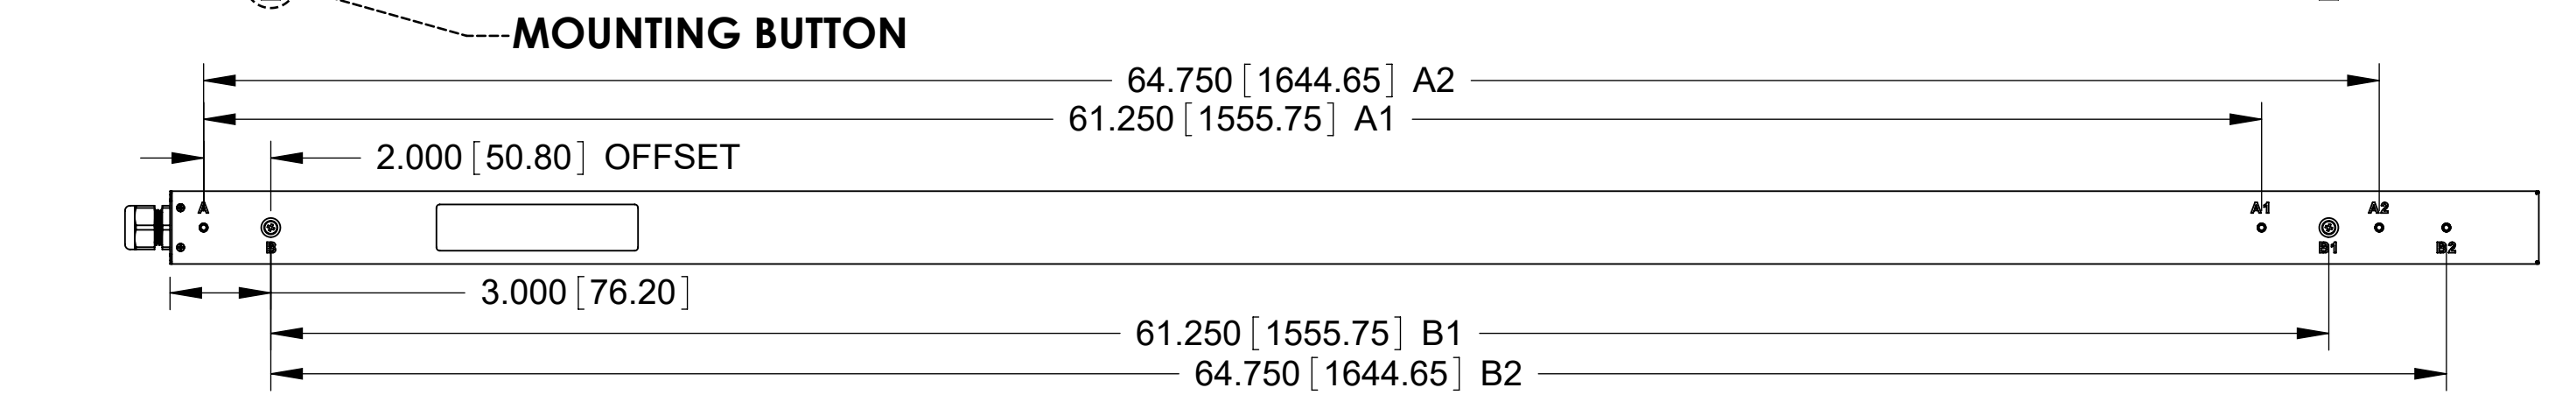 MOUNTING BUTTON
64.750 [1644.65] A2
61.250 [1555.75] A1
2.000 [50.80] OFFSET
A A1 A2
B B1 B2
3.000 [76.20]
61.250 [1555.75] B1
64.750 [1644.65] B2